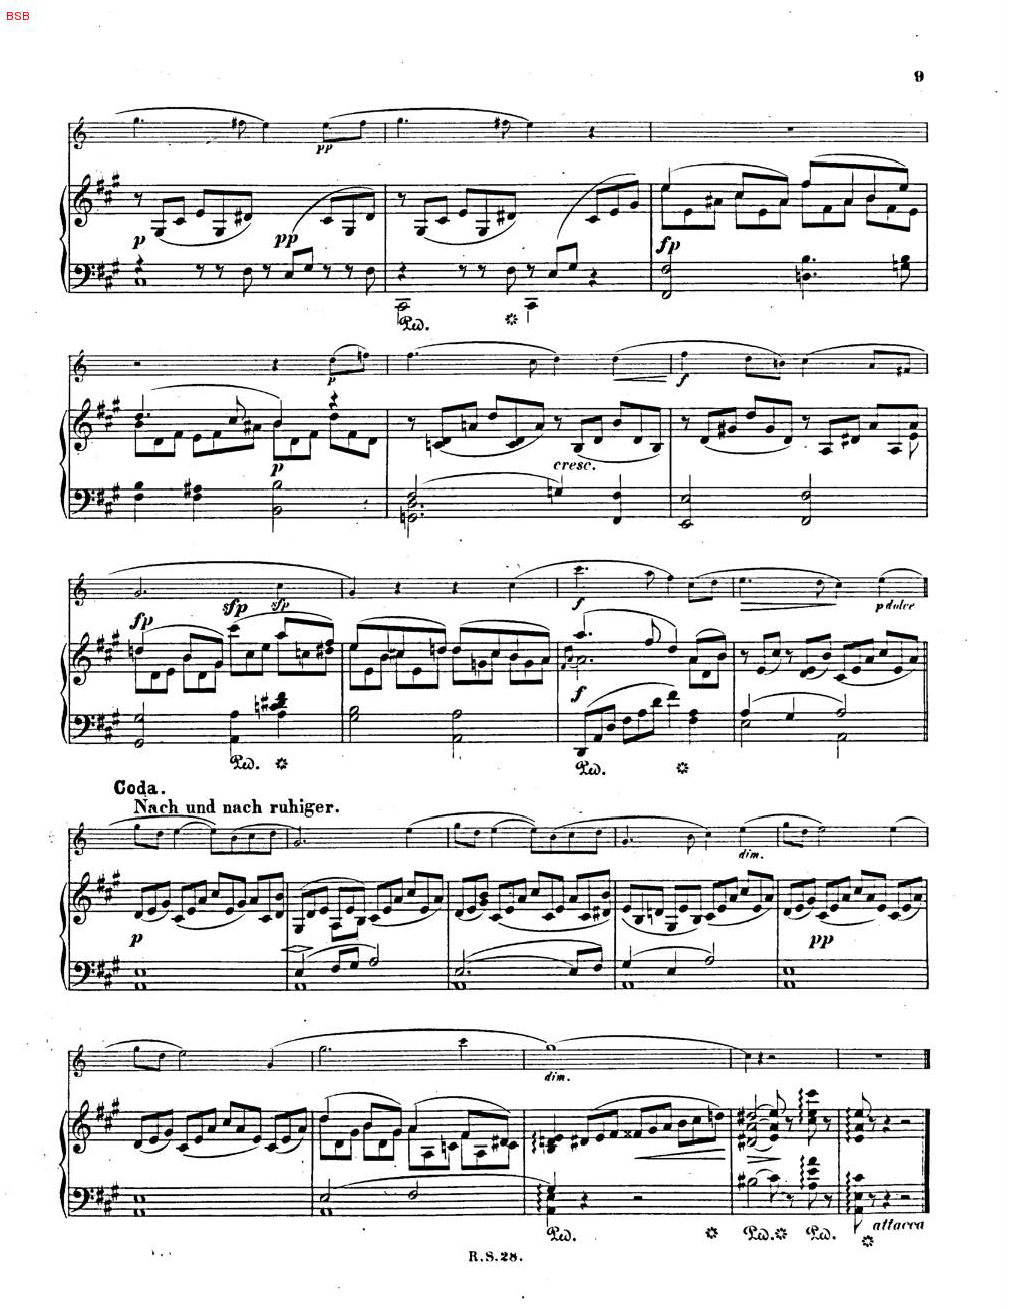 BSB
9
pp
p pp fp
Ped.
p
p cresc.
f
fp sfp sfp f p dolce
f
Ped. Ped.
Coda.
Nach und nach ruhiger.
dim.
p pp
dim.
Ped. Ped. Ped.
attacca
R.S.28.